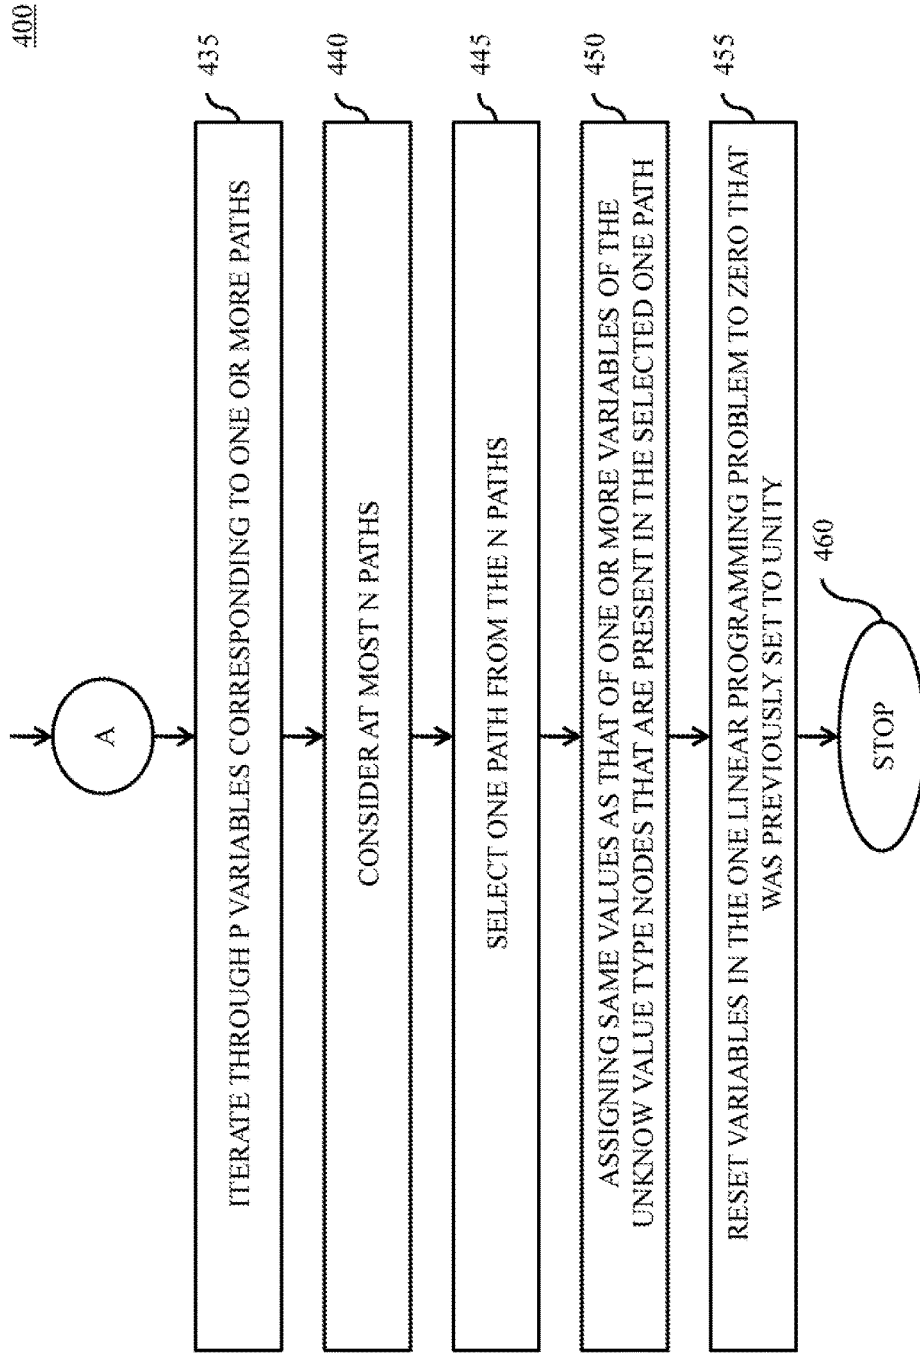 400
A
435
ITERATE THROUGH P VARIABLES CORRESPONDING TO ONE OR MORE PATHS
440
CONSIDER AT MOST N PATHS
445
SELECT ONE PATH FROM THE N PATHS
450
ASSIGNING SAME VALUES AS THAT OF ONE OR MORE VARIABLES OF THE
UNKNOW VALUE TYPE NODES THAT ARE PRESENT IN THE SELECTED ONE PATH
455
RESET VARIABLES IN THE ONE LINEAR PROGRAMMING PROBLEM TO ZERO THAT
WAS PREVIOUSLY SET TO UNITY
460
STOP